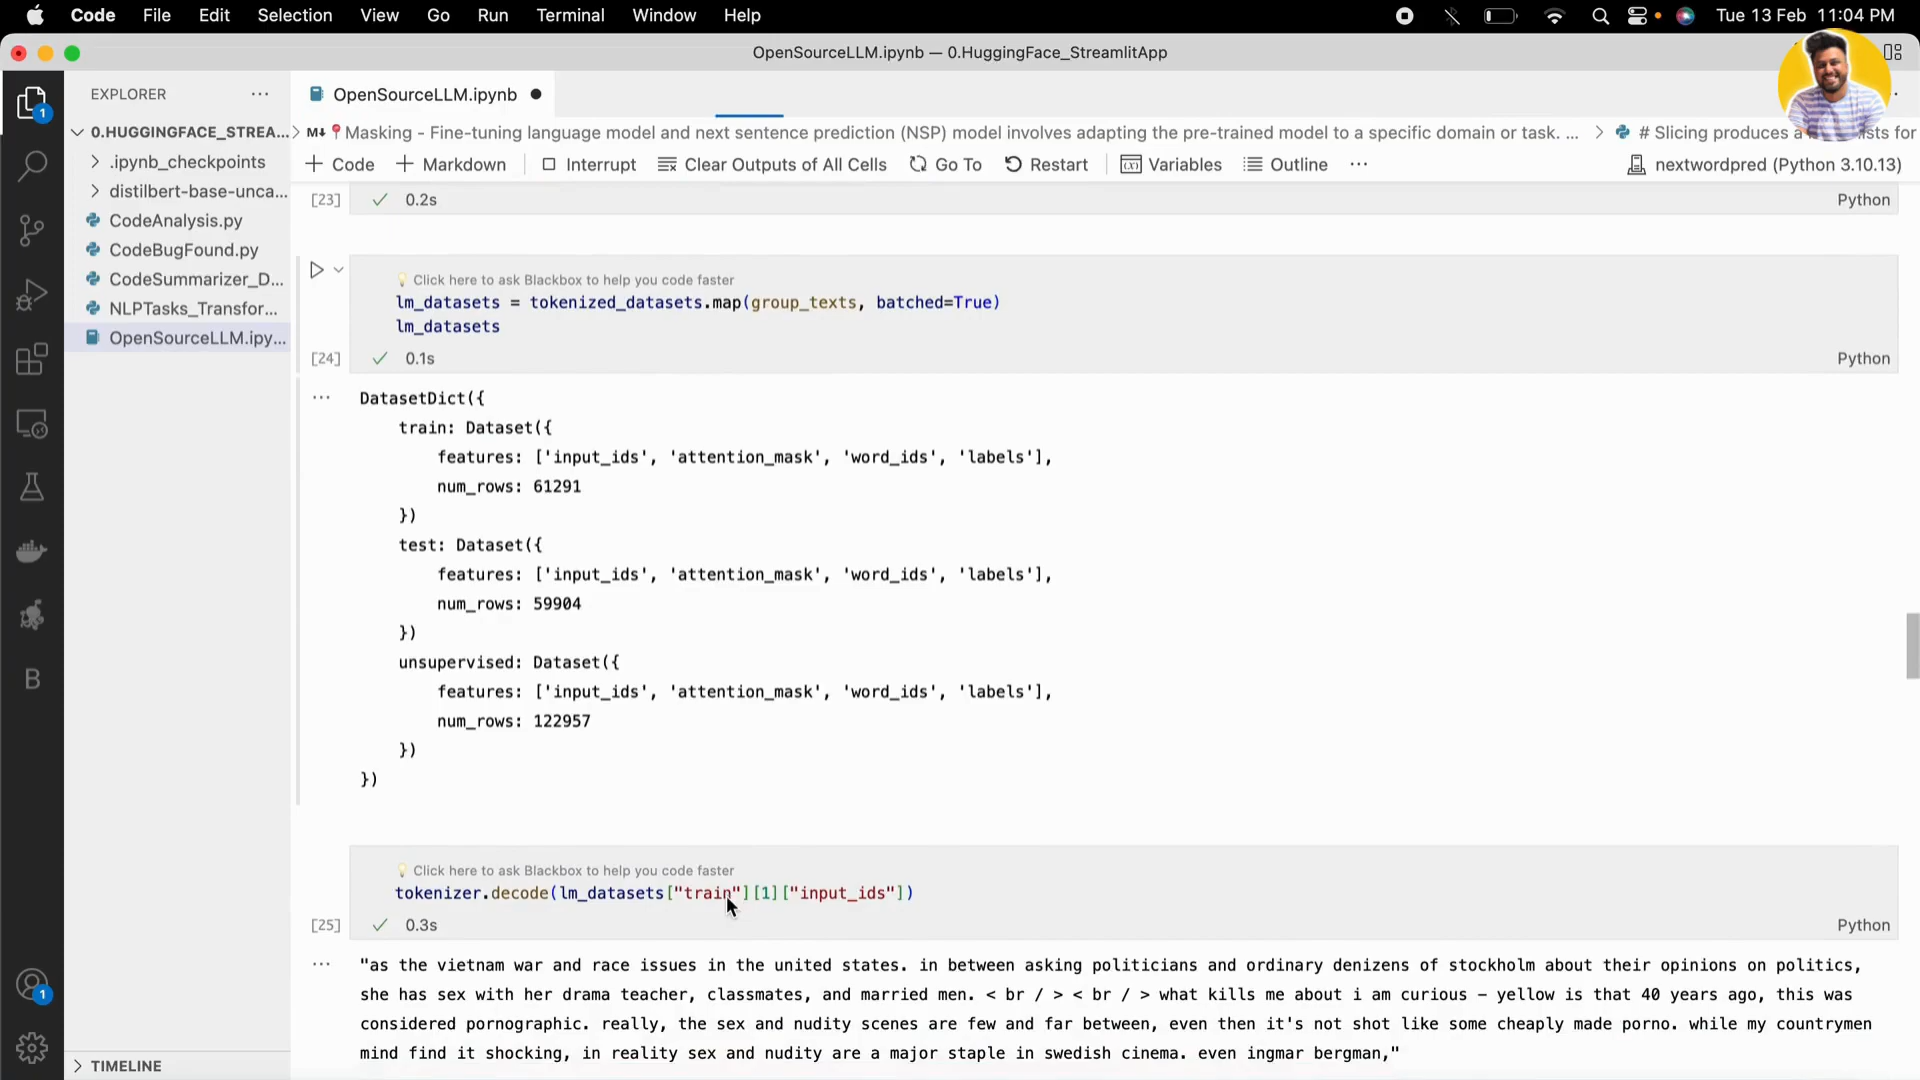 Code File Edit Selection View Go Run Terminal Window Help Tue 13 Feb 11:04 PM
OpenSourceLLM.ipynb — 0.HuggingFace_StreamlitApp
EXPLORER ···
OpenSourceLLM.ipynb
0.HUGGINGFACE_STREA...
.ipynb_checkpoints
distilbert-base-unca...
CodeAnalysis.py
CodeBugFound.py
CodeSummarizer_D...
NLPTasks_Transfor...
OpenSourceLLM.ipy...
TIMELINE
1
B
1
M↓ Masking - Fine-tuning language model and next sentence prediction (NSP) model involves adapting the pre-trained model to a specific domain or task. ... > # Slicing produces a lists for
+ Code + Markdown Interrupt Clear Outputs of All Cells Go To Restart Variables Outline ··· nextwordpred (Python 3.10.13)
[23] ✓ 0.2s Python
Click here to ask Blackbox to help you code faster
lm_datasets = tokenized_datasets.map(group_texts, batched=True)
lm_datasets
[24] ✓ 0.1s Python
··· DatasetDict({
train: Dataset({
features: ['input_ids', 'attention_mask', 'word_ids', 'labels'],
num_rows: 61291
})
test: Dataset({
features: ['input_ids', 'attention_mask', 'word_ids', 'labels'],
num_rows: 59904
})
unsupervised: Dataset({
features: ['input_ids', 'attention_mask', 'word_ids', 'labels'],
num_rows: 122957
})
})
Click here to ask Blackbox to help you code faster
tokenizer.decode(lm_datasets["train"][1]["input_ids"])
[25] ✓ 0.3s Python
··· "as the vietnam war and race issues in the united states. in between asking politicians and ordinary denizens of stockholm about their opinions on politics,
she has sex with her drama teacher, classmates, and married men. < br / > < br / > what kills me about i am curious - yellow is that 40 years ago, this was
considered pornographic. really, the sex and nudity scenes are few and far between, even then it's not shot like some cheaply made porno. while my countrymen
mind find it shocking, in reality sex and nudity are a major staple in swedish cinema. even ingmar bergman,"